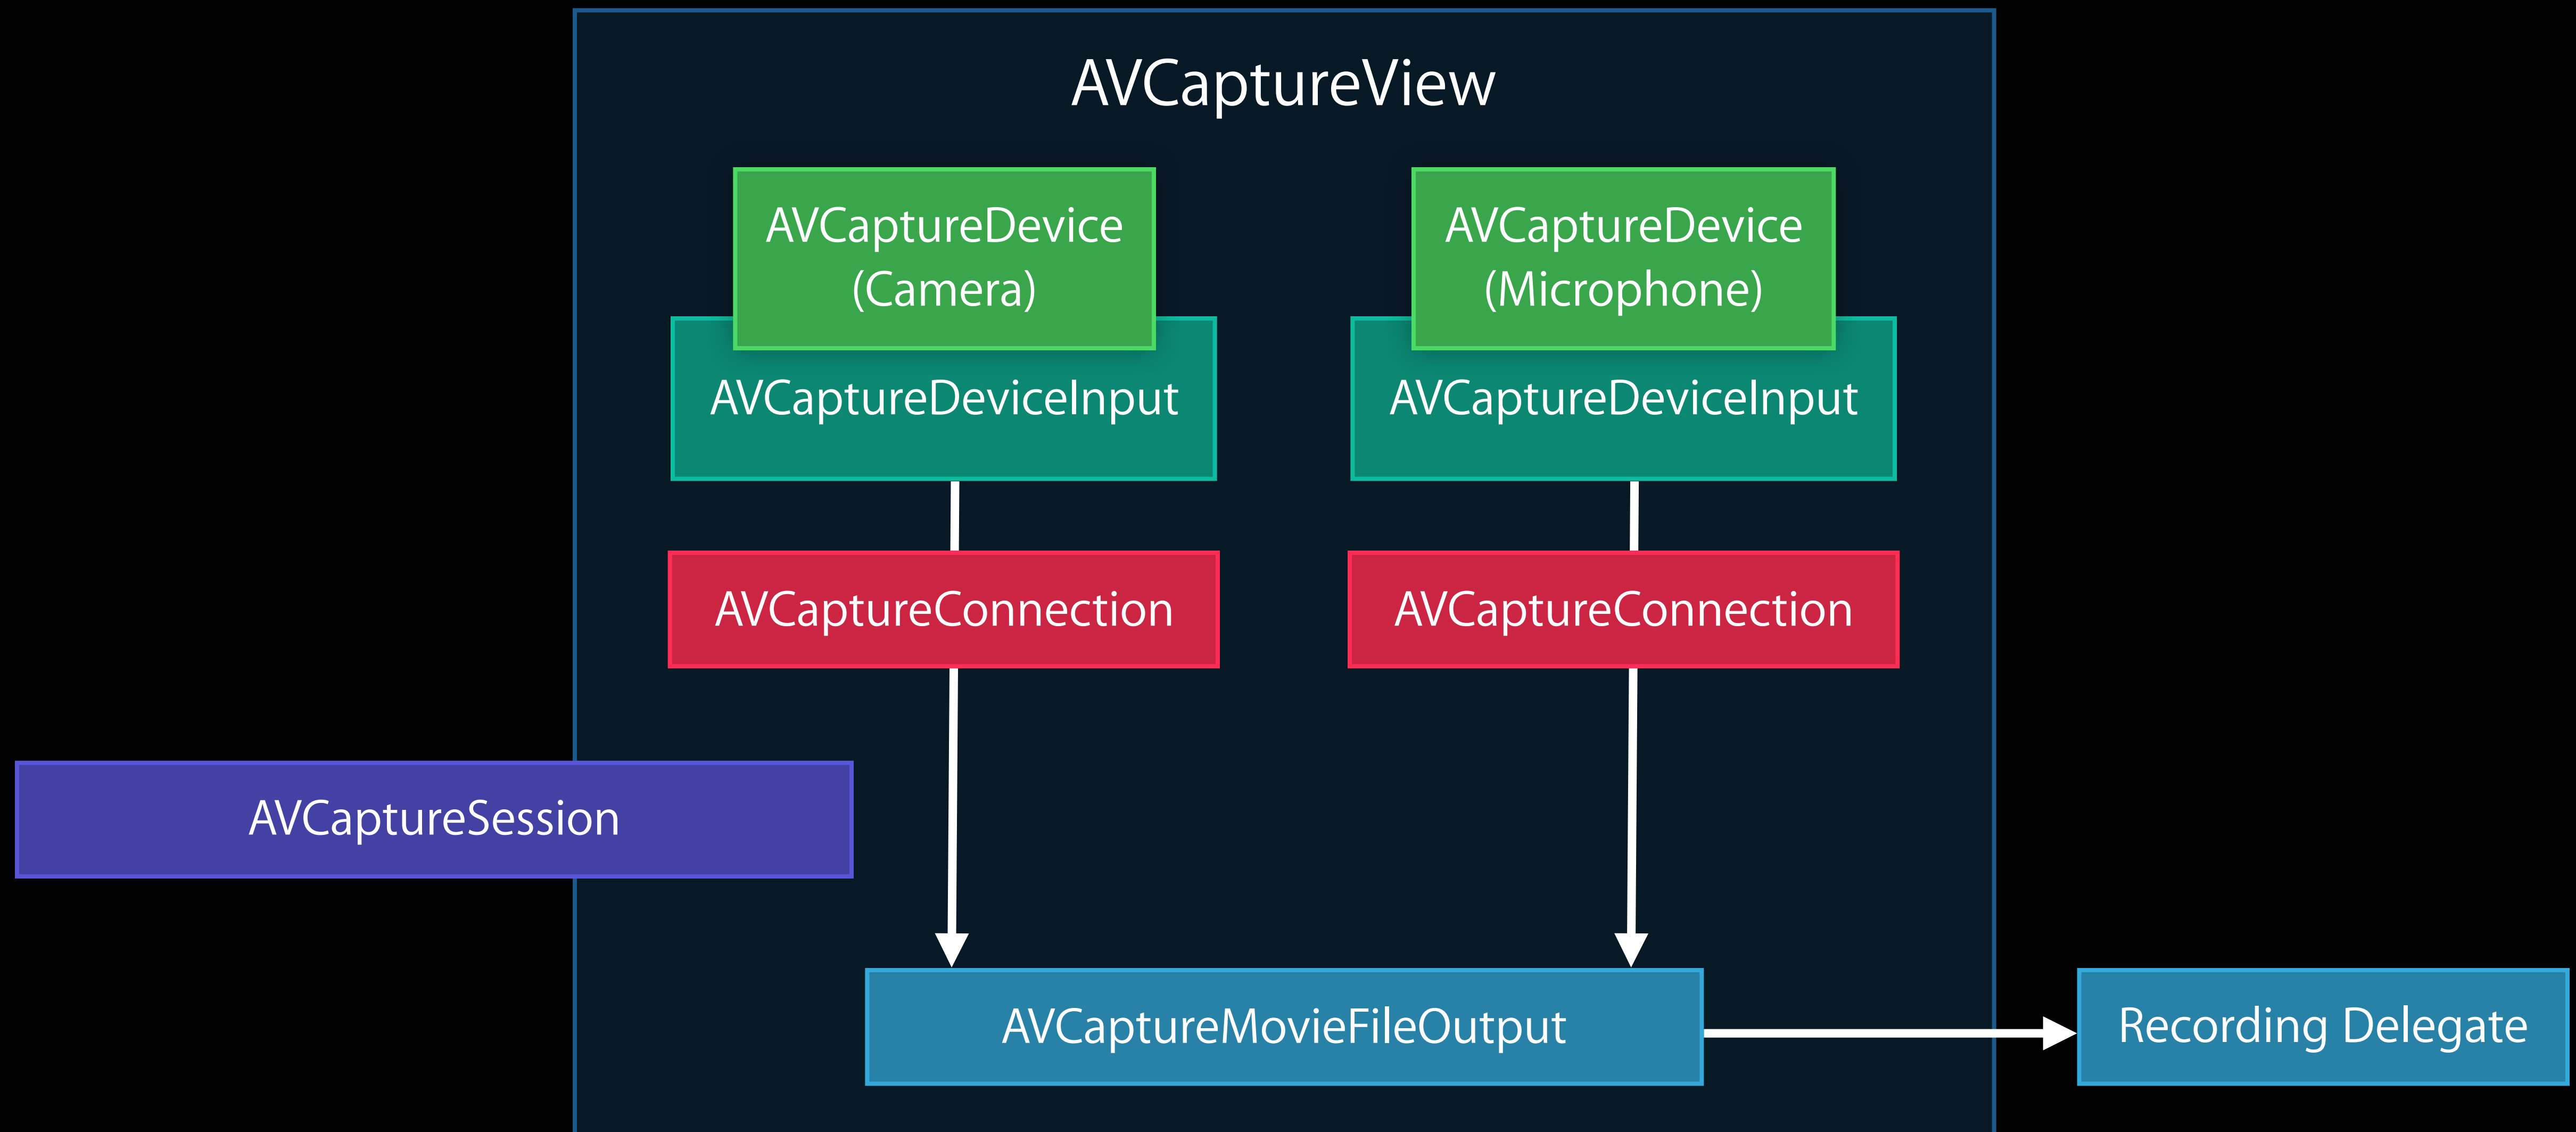 AVCaptureView
AVCaptureDevice
(Camera)
AVCaptureDevice
(Microphone)
AVCaptureDeviceInput
AVCaptureDeviceInput
AVCaptureConnection
AVCaptureConnection
AVCaptureSession
AVCaptureMovieFileOutput
Recording Delegate